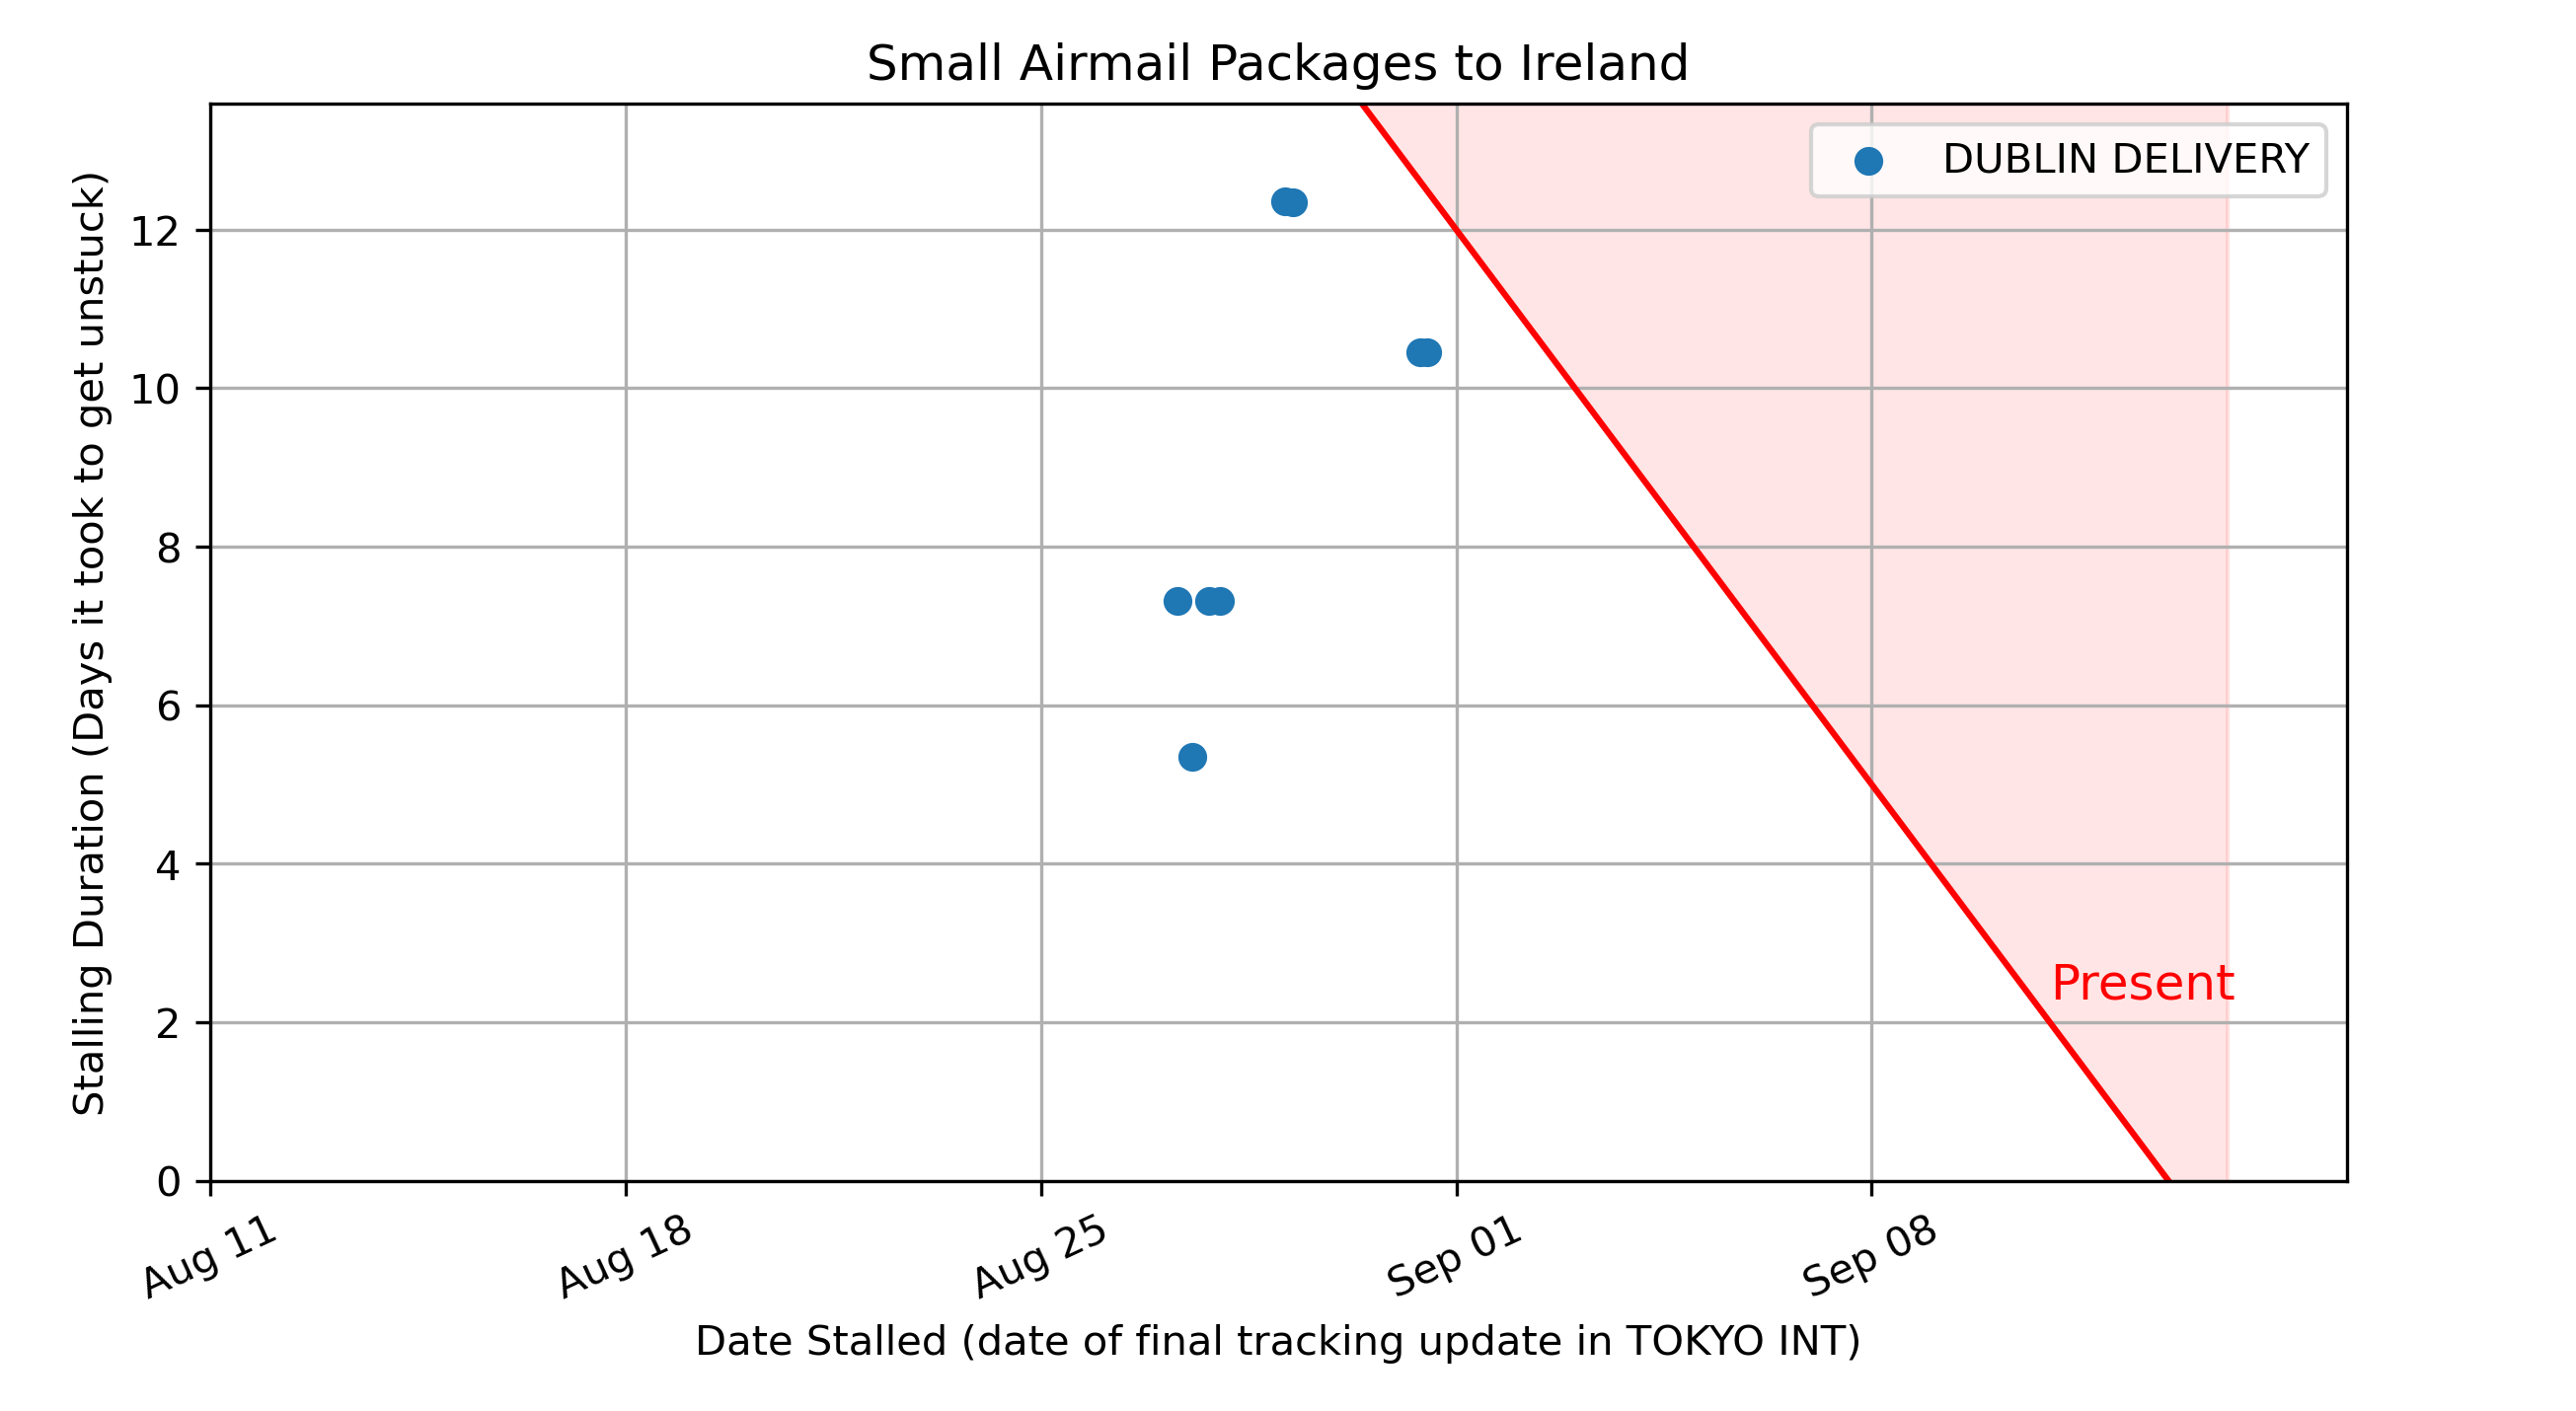 Small Airmail Packages to Ireland
DUBLIN DELIVERY
Stalling Duration (Days it took to get unstuck)
12
10
8
6
4
2
0
Present
Aug 11
Aug 18
Aug 25
Sep 01
Sep 08
Date Stalled (date of final tracking update in TOKYO INT)